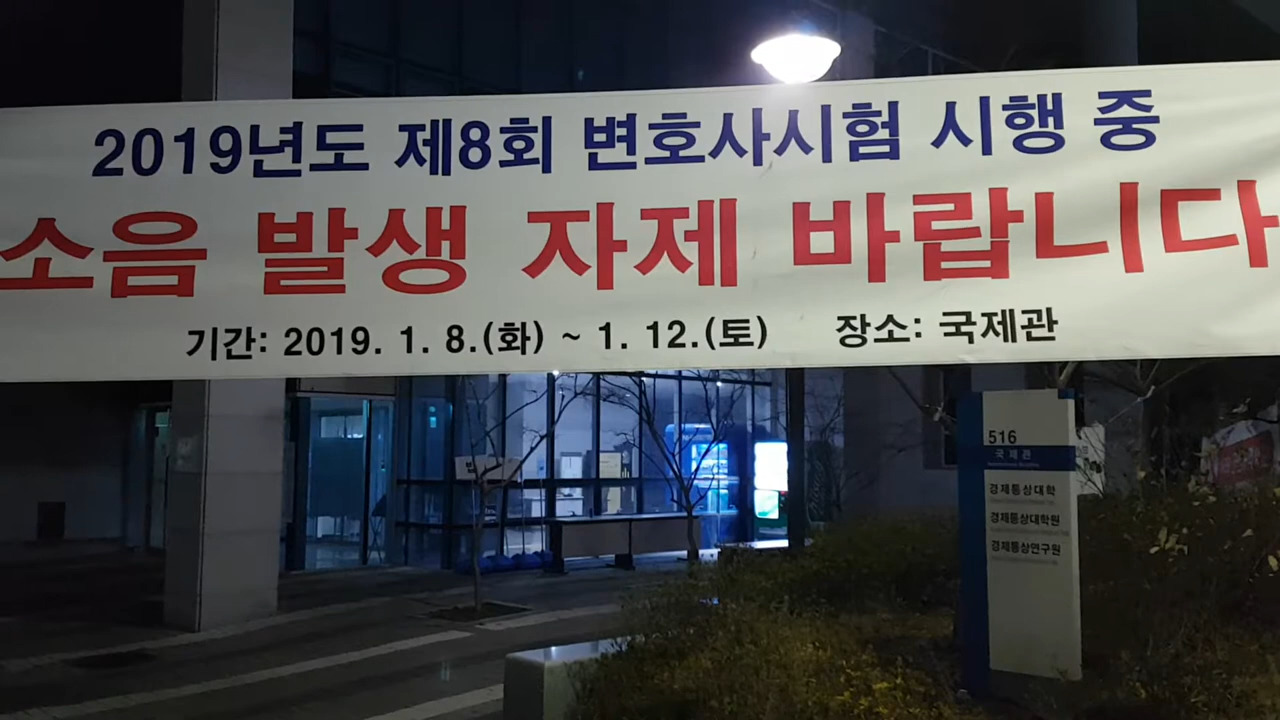 2019년도 제8회 변호사시험 시행 중
소음 발생 자제 바랍니다
기간: 2019. 1. 8.(화) ~ 1. 12.(토) 장소: 국제관
516
국제관
경제통상대학
경제통상대학원
경제통상연구원